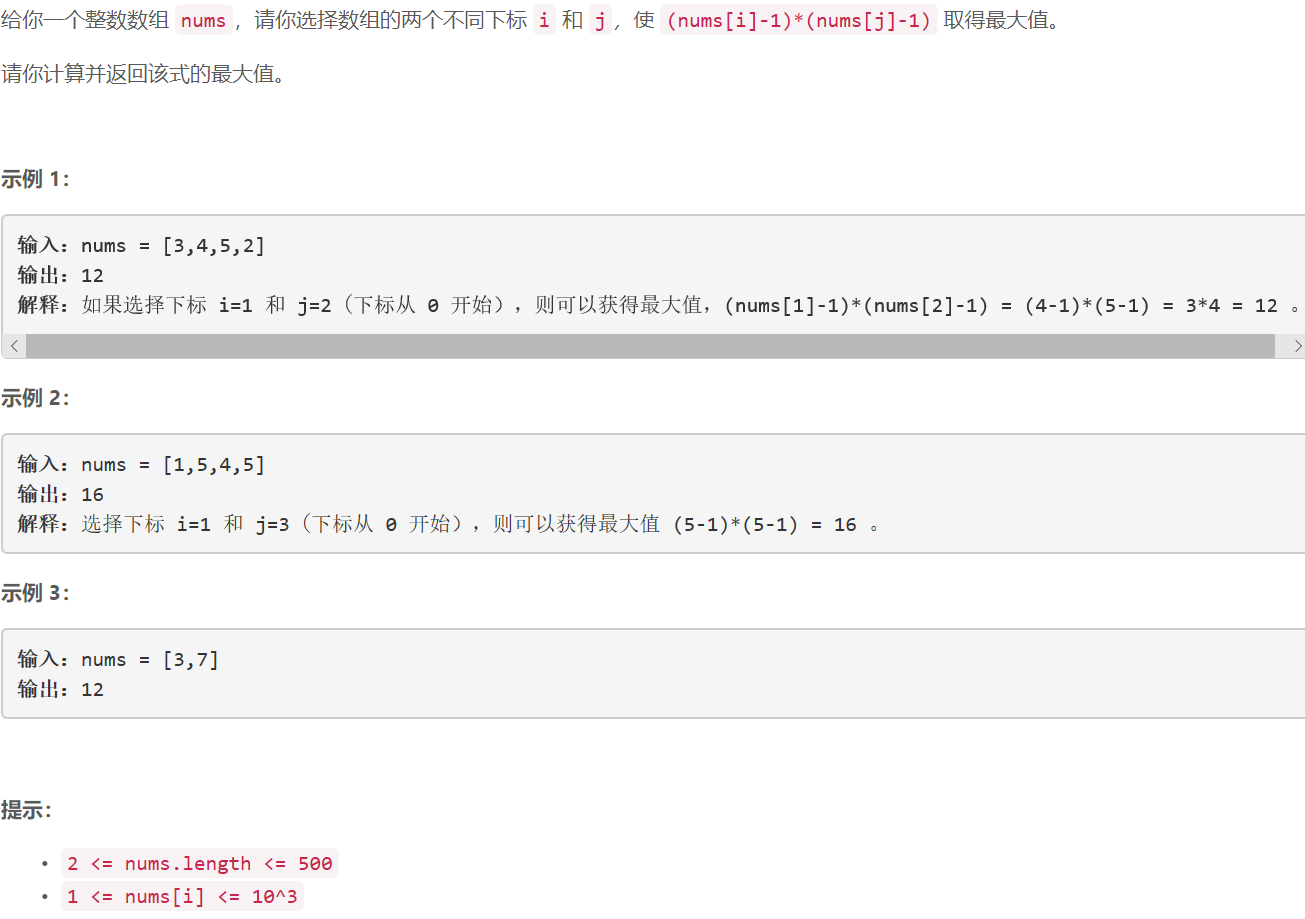 给你一个整数数组 nums，请你选择数组的两个不同下标 i 和 j，使 (nums[i]-1)*(nums[j]-1) 取得最大值。
请你计算并返回该式的最大值。
示例 1：
输入：nums = [3,4,5,2]
输出：12
解释：如果选择下标 i=1 和 j=2（下标从 0 开始），则可以获得最大值，(nums[1]-1)*(nums[2]-1) = (4-1)*(5-1) = 3*4 = 12 。
示例 2：
输入：nums = [1,5,4,5]
输出：16
解释：选择下标 i=1 和 j=3（下标从 0 开始），则可以获得最大值 (5-1)*(5-1) = 16 。
示例 3：
输入：nums = [3,7]
输出：12
提示：
• 2 <= nums.length <= 500
• 1 <= nums[i] <= 10^3